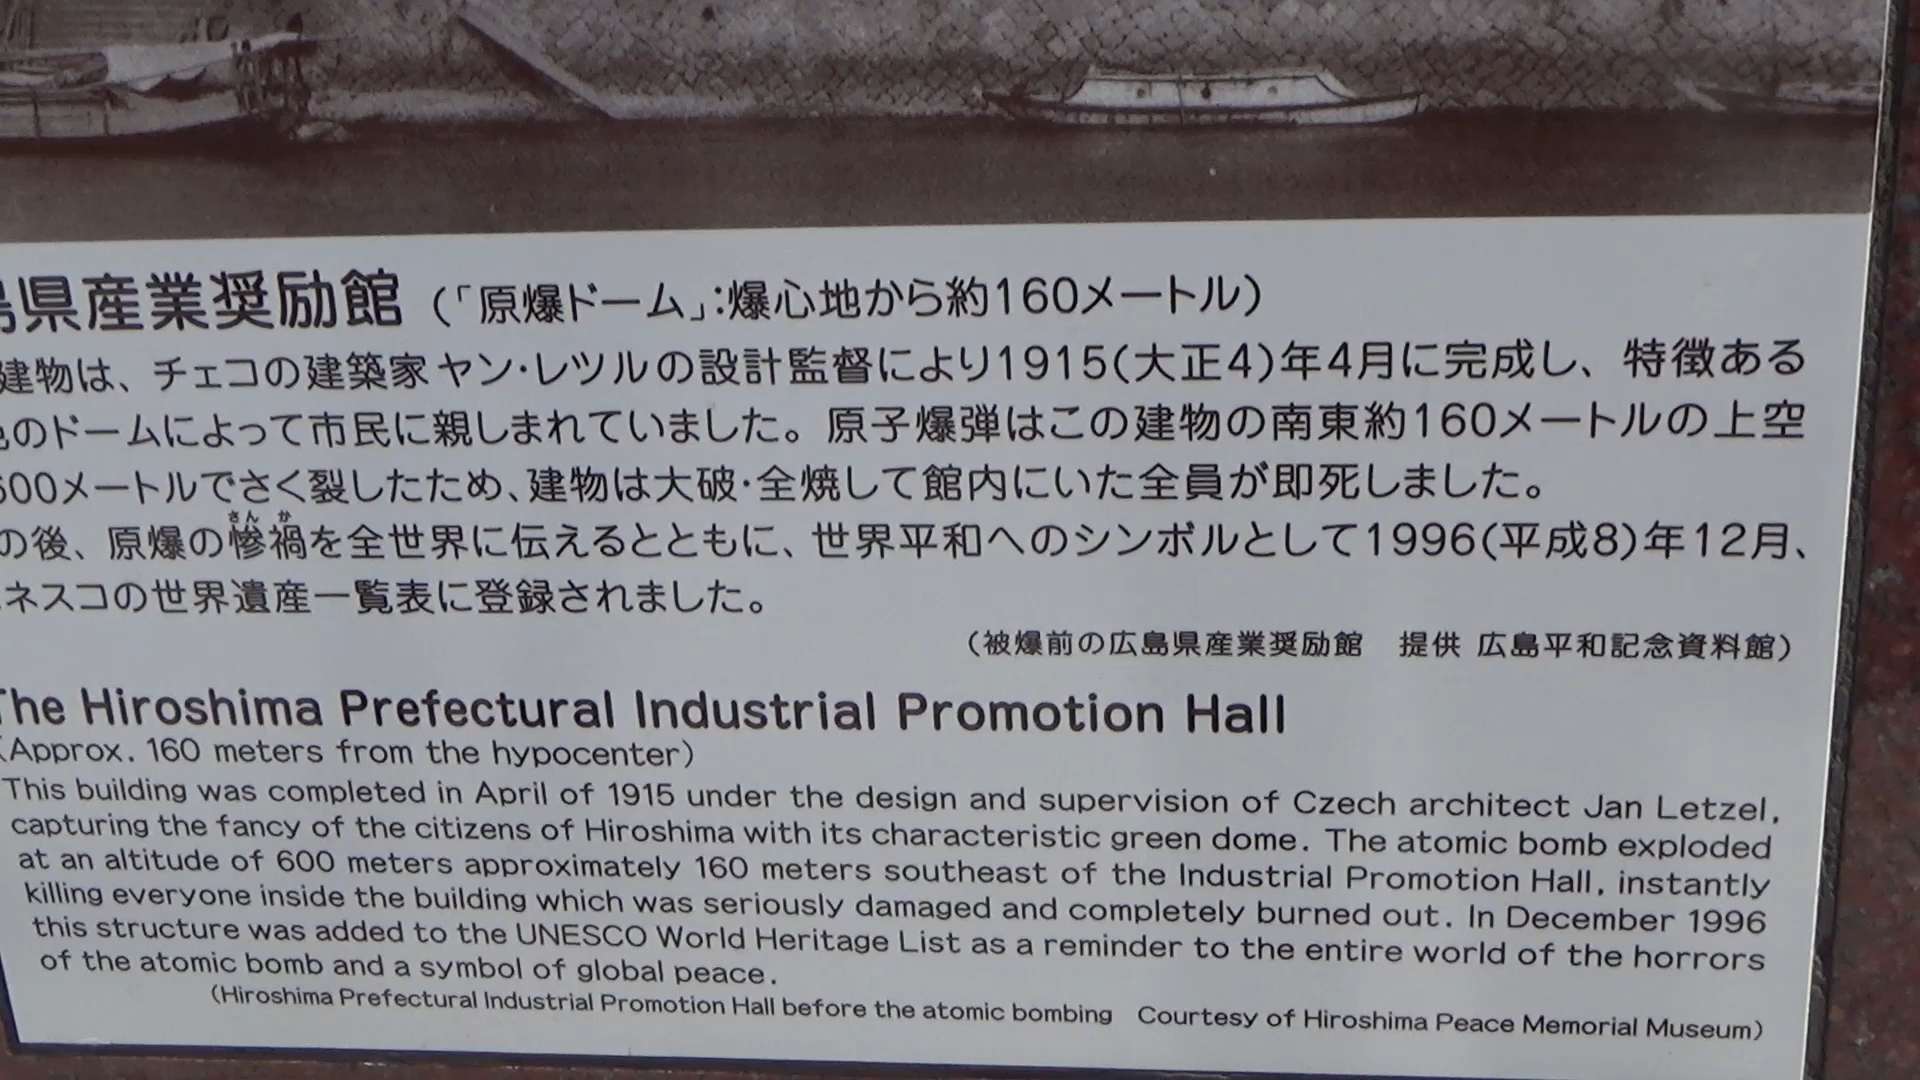 県産業奨励館（「原爆ドーム」：爆心地から約160メートル）
建物は、チェコの建築家 ヤン・レツルの設計監督により1915（大正4）年4月に完成し、特徴ある
のドームによって市民に親しまれていました。原子爆弾はこの建物の南東約160メートルの上空
600メートルでさく裂したため、建物は大破・全焼して館内にいた全員が即死しました。
の後、原爆の惨禍を全世界に伝えるとともに、世界平和へのシンボルとして1996（平成8）年12月、
ネスコの世界遺産一覧表に登録されました。
（被爆前の広島県産業奨励館　提供 広島平和記念資料館）
The Hiroshima Prefectural Industrial Promotion Hall
(Approx. 160 meters from the hypocenter)
This building was completed in April of 1915 under the design and supervision of Czech architect Jan Letzel,
capturing the fancy of the citizens of Hiroshima with its characteristic green dome. The atomic bomb exploded
at an altitude of 600 meters approximately 160 meters southeast of the Industrial Promotion Hall, instantly
killing everyone inside the building which was seriously damaged and completely burned out. In December 1996
this structure was added to the UNESCO World Heritage List as a reminder to the entire world of the horrors
of the atomic bomb and a symbol of global peace.
(Hiroshima Prefectural Industrial Promotion Hall before the atomic bombing　Courtesy of Hiroshima Peace Memorial Museum)